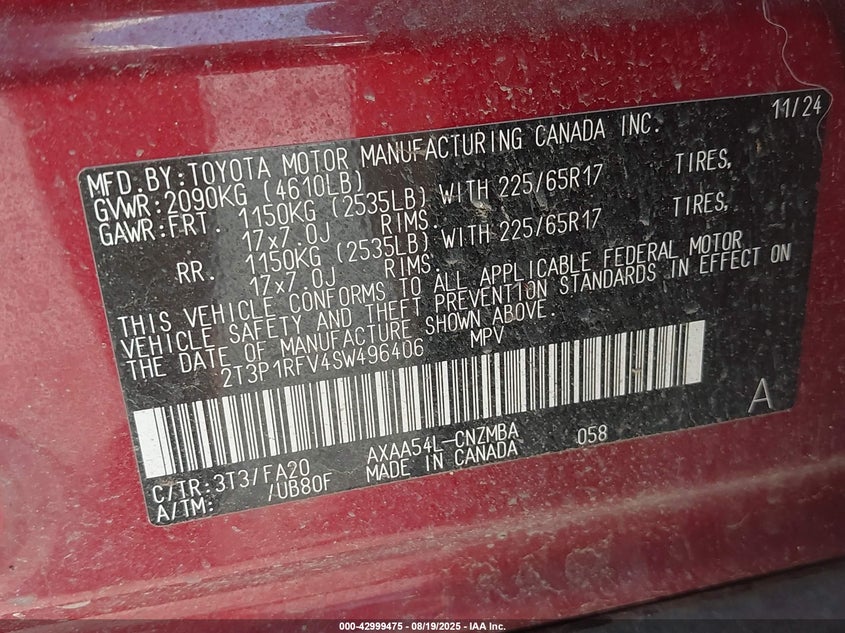 11/24
MFD.BY:TOYOTA MOTOR MANUFACTURING CANADA INC.
GVWR:2090KG (4610LB)
GAWR:FRT. 1150KG (2535LB) WITH 225/65R17 TIRES,
17x7.0J RIMS.
RR. 1150KG (2535LB) WITH 225/65R17 TIRES,
17x7.0J RIMS.
THIS VEHICLE CONFORMS TO ALL APPLICABLE FEDERAL MOTOR
VEHICLE SAFETY AND THEFT PREVENTION STANDARDS IN EFFECT ON
THE DATE OF MANUFACTURE SHOWN ABOVE.
2T3P1RFV4SW496406 MPV
A
C/TR:3T3/FA20 AXAA54L-CNZMBA 058
A/TM: /UB80F MADE IN CANADA
000-42999475 - 08/19/2025 - IAA Inc.